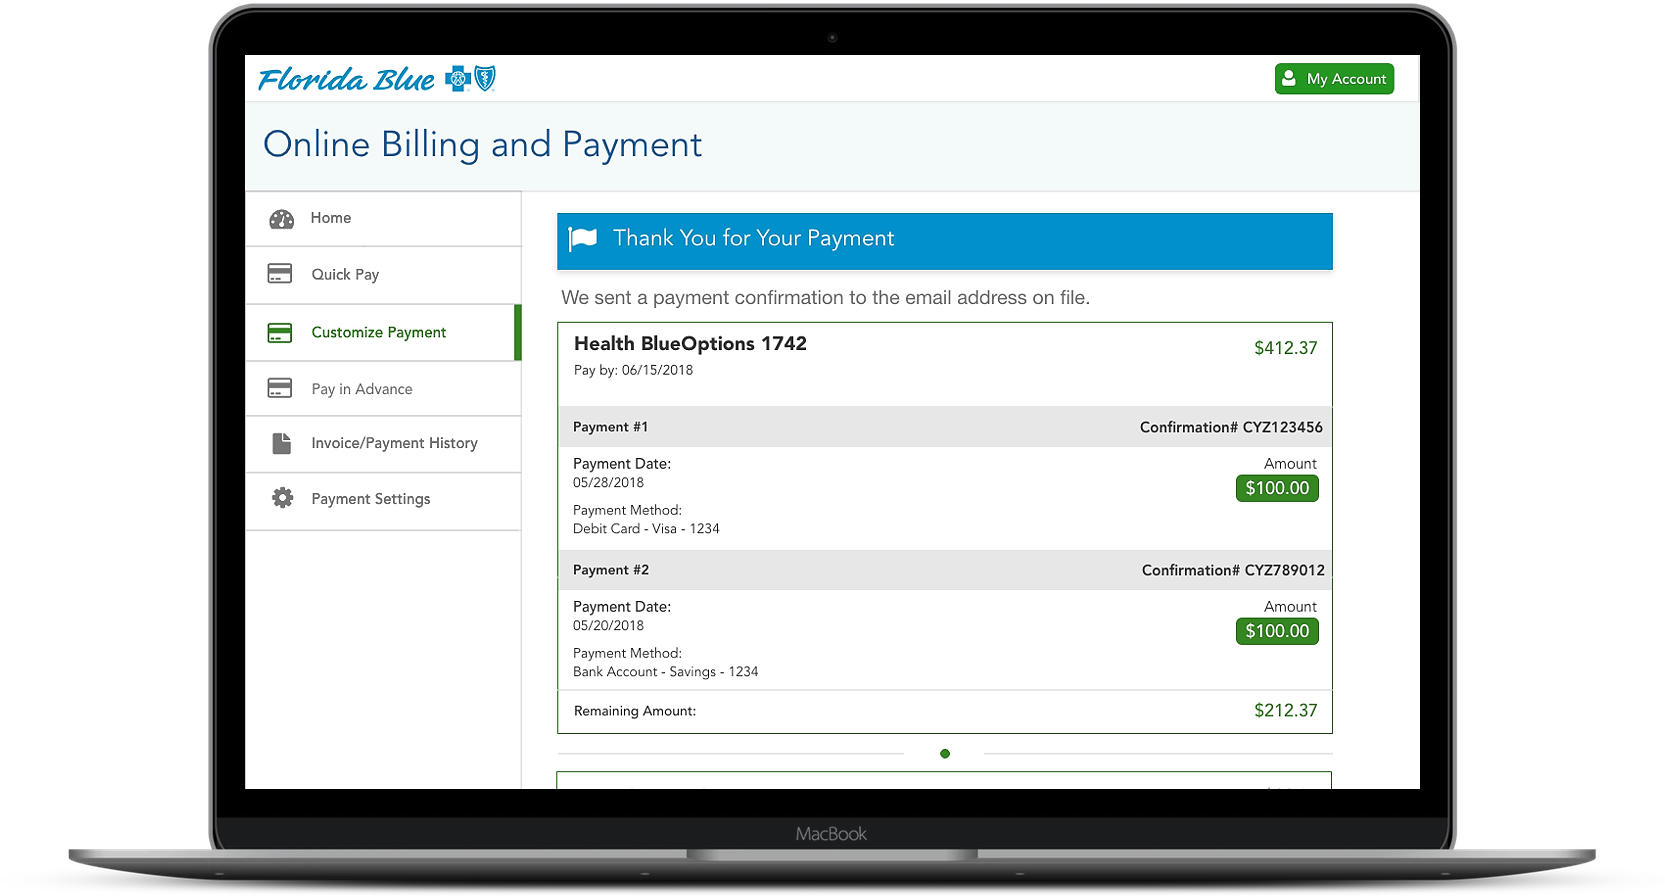 Florida Blue
My Account
Online Billing and Payment
Home
Quick Pay
Customize Payment
Pay in Advance
Invoice/Payment History
Payment Settings
Thank You for Your Payment
We sent a payment confirmation to the email address on file.
Health BlueOptions 1742
$412.37
Pay by: 06/15/2018
Payment #1
Confirmation# CYZ123456
Payment Date:
Amount
05/28/2018
$100.00
Payment Method:
Debit Card - Visa - 1234
Payment #2
Confirmation# CYZ789012
Payment Date:
Amount
05/20/2018
$100.00
Payment Method:
Bank Account - Savings - 1234
Remaining Amount:
$212.37
MacBook